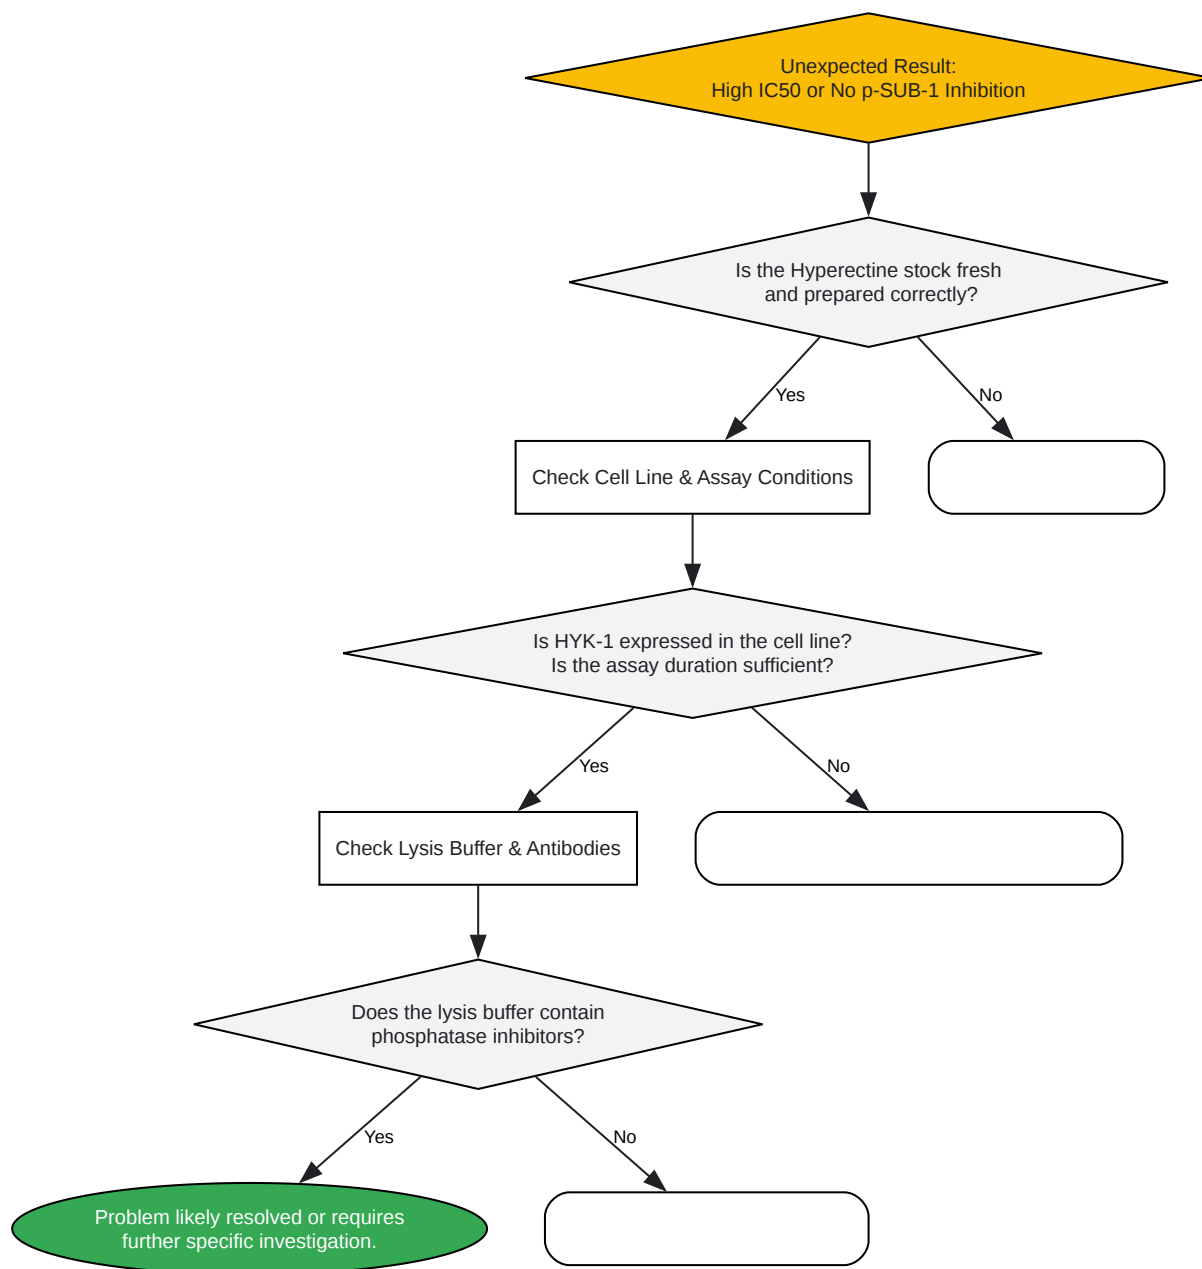 Unexpected Result:
High IC50 or No p-SUB-1 Inhibition
Is the Hyperectine stock fresh
and prepared correctly?
Yes
No
Check Cell Line & Assay Conditions
Is HYK-1 expressed in the cell line?
Is the assay duration sufficient?
Yes
No
Check Lysis Buffer & Antibodies
Does the lysis buffer contain
phosphatase inhibitors?
Yes
No
Problem likely resolved or requires
further specific investigation.